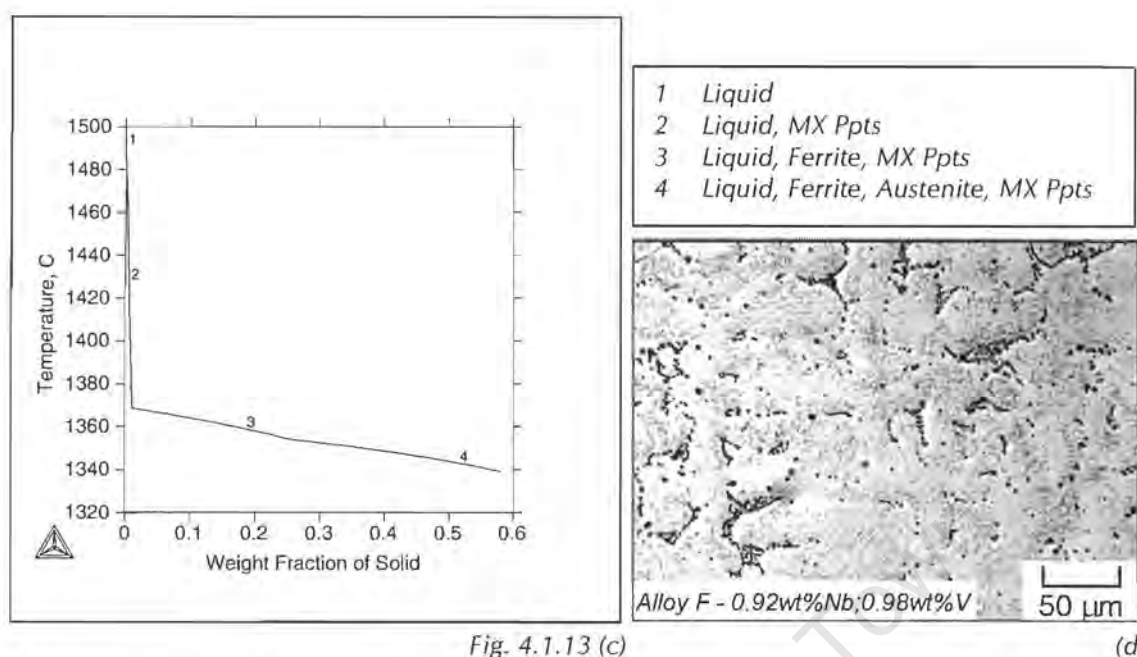 1500
1480
1460
1440
1420
1400
1380
1360
1340
1320
Temperature, C
1
2
3
4
0 0.1 0.2 0.3 0.4 0.5 0.6
Weight Fraction of Solid
Fig. 4.1.13 (c)
1 Liquid
2 Liquid, MX Ppts
3 Liquid, Ferrite, MX Ppts
4 Liquid, Ferrite, Austenite, MX Ppts
Alloy F - 0.92wt%Nb;0.98wt%V
50 µm
(d